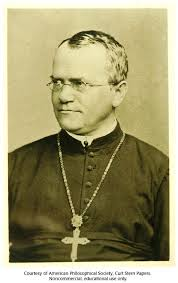 Courtesy of American Philosophical Society, Curt Stern Papers.
Noncommercial, educational use only.